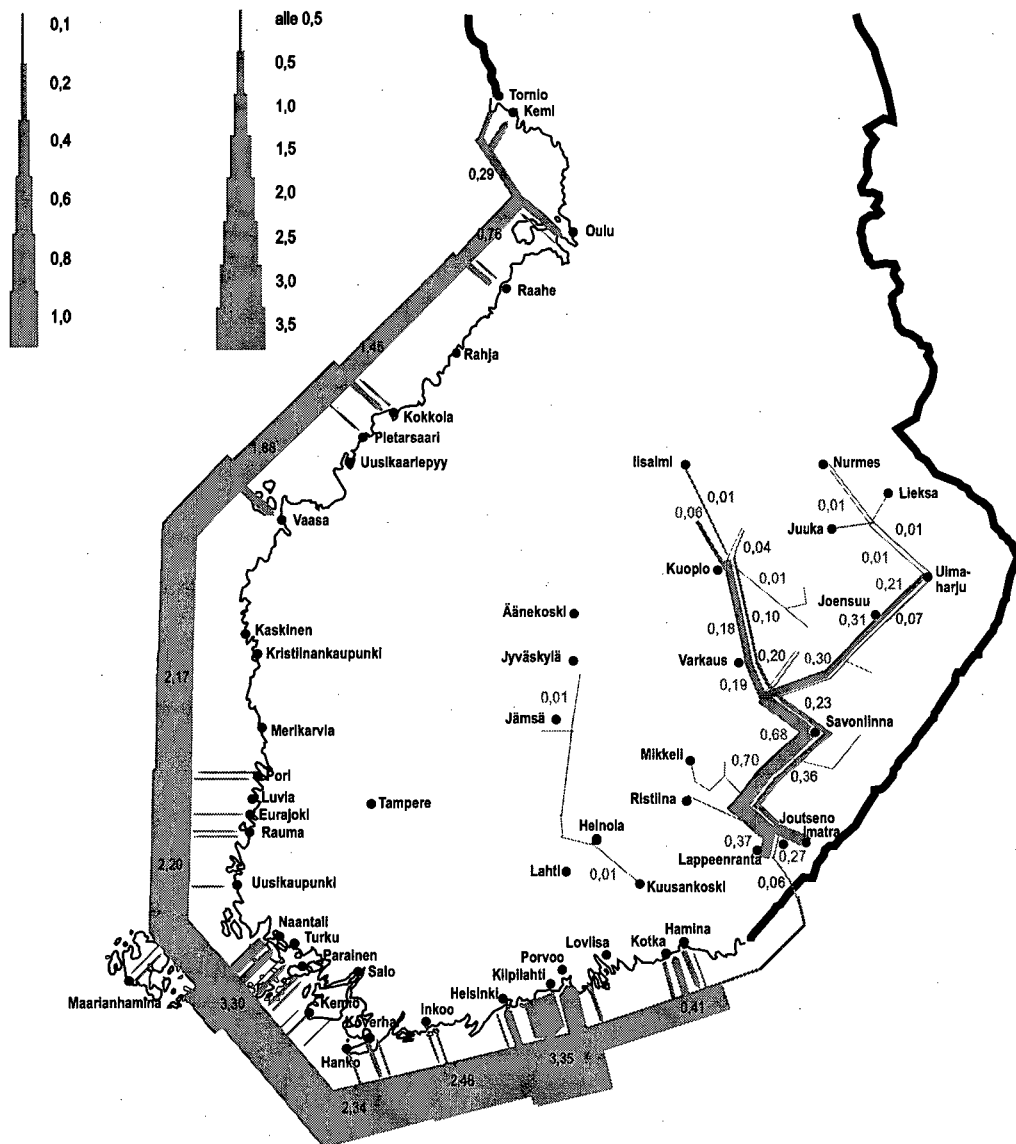 0,1
0,2
0,4
0,6
0,8
1,0
alle 0,5
0,5
1,0
1,5
2,0
2,5
3,0
3,5
Tornio
Kemi
0,29
Oulu
0,76
Raahe
1,45
Rahja
Kokkola
Pietarsaari
1,88
Uusikaarlepyy
Vaasa
Iisalmi
Nurmes
Lieksa
0,01
0,06
0,01
0,01
Juuka
0,04
0,01
Kuopio
0,01
0,21
Uima-
harju
Joensuu
0,10
0,31
0,07
0,18
Äänekoski
Kaskinen
Kristiinankaupunki
Jyväskylä
Varkaus
0,20
0,30
2,17
0,01
0,19
0,23
Jämsä
Savonlinna
Merikarvia
0,68
Mikkeli
0,70
0,36
Pori
Luvia
Tampere
Ristiina
Eurajoki
Joutseno
Rauma
Heinola
Imatra
0,37
0,27
Lappeenranta
2,20
Lahti
0,01
Kuusankoski
0,06
Uusikaupunki
Naantali
Turku
Hamina
Parainen
Loviisa
Kotka
Salo
Porvoo
Kilpilahti
Maarianhamina
3,30
Kemiö
Helsinki
0,41
Inkoo
Koverhar
Hanko
3,35
2,46
2,34